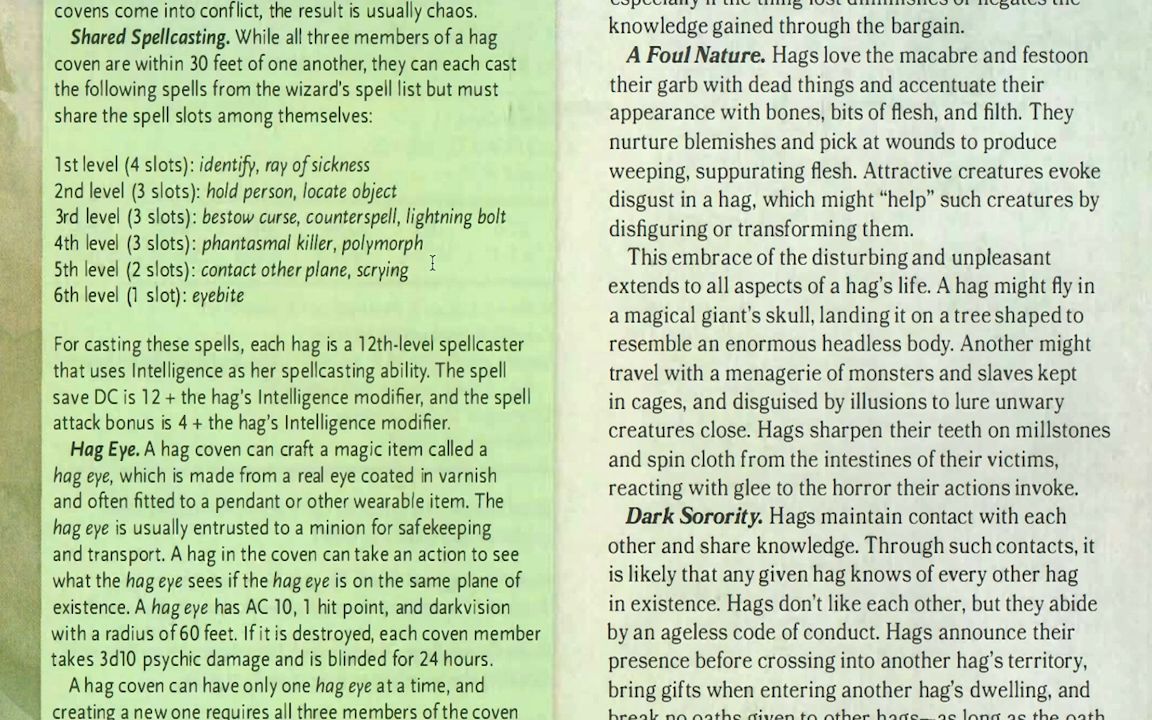 covens come into conflict, the result is usually chaos.
Shared Spellcasting. While all three members of a hag
coven are within 30 feet of one another, they can each cast
the following spells from the wizard's spell list but must
share the spell slots among themselves:
1st level (4 slots): identify, ray of sickness
2nd level (3 slots): hold person, locate object
3rd level (3 slots): bestow curse, counterspell, lightning bolt
4th level (3 slots): phantasmal killer, polymorph
5th level (2 slots): contact other plane, scrying
6th level (1 slot): eyebite
For casting these spells, each hag is a 12th-level spellcaster
that uses Intelligence as her spellcasting ability. The spell
save DC is 12 + the hag's Intelligence modifier, and the spell
attack bonus is 4 + the hag's Intelligence modifier.
Hag Eye. A hag coven can craft a magic item called a
hag eye, which is made from a real eye coated in varnish
and often fitted to a pendant or other wearable item. The
hag eye is usually entrusted to a minion for safekeeping
and transport. A hag in the coven can take an action to see
what the hag eye sees if the hag eye is on the same plane of
existence. A hag eye has AC 10, 1 hit point, and darkvision
with a radius of 60 feet. If it is destroyed, each coven member
takes 3d10 psychic damage and is blinded for 24 hours.
A hag coven can have only one hag eye at a time, and
creating a new one requires all three members of the coven
especially if the thing lost diminishes or negates the
knowledge gained through the bargain.
A Foul Nature. Hags love the macabre and festoon
their garb with dead things and accentuate their
appearance with bones, bits of flesh, and filth. They
nurture blemishes and pick at wounds to produce
weeping, suppurating flesh. Attractive creatures evoke
disgust in a hag, which might “help” such creatures by
disfiguring or transforming them.
This embrace of the disturbing and unpleasant
extends to all aspects of a hag's life. A hag might fly in
a magical giant's skull, landing it on a tree shaped to
resemble an enormous headless body. Another might
travel with a menagerie of monsters and slaves kept
in cages, and disguised by illusions to lure unwary
creatures close. Hags sharpen their teeth on millstones
and spin cloth from the intestines of their victims,
reacting with glee to the horror their actions invoke.
Dark Sorority. Hags maintain contact with each
other and share knowledge. Through such contacts, it
is likely that any given hag knows of every other hag
in existence. Hags don't like each other, but they abide
by an ageless code of conduct. Hags announce their
presence before crossing into another hag's territory,
bring gifts when entering another hag's dwelling, and
break no oaths given to other hags—as long as the oath